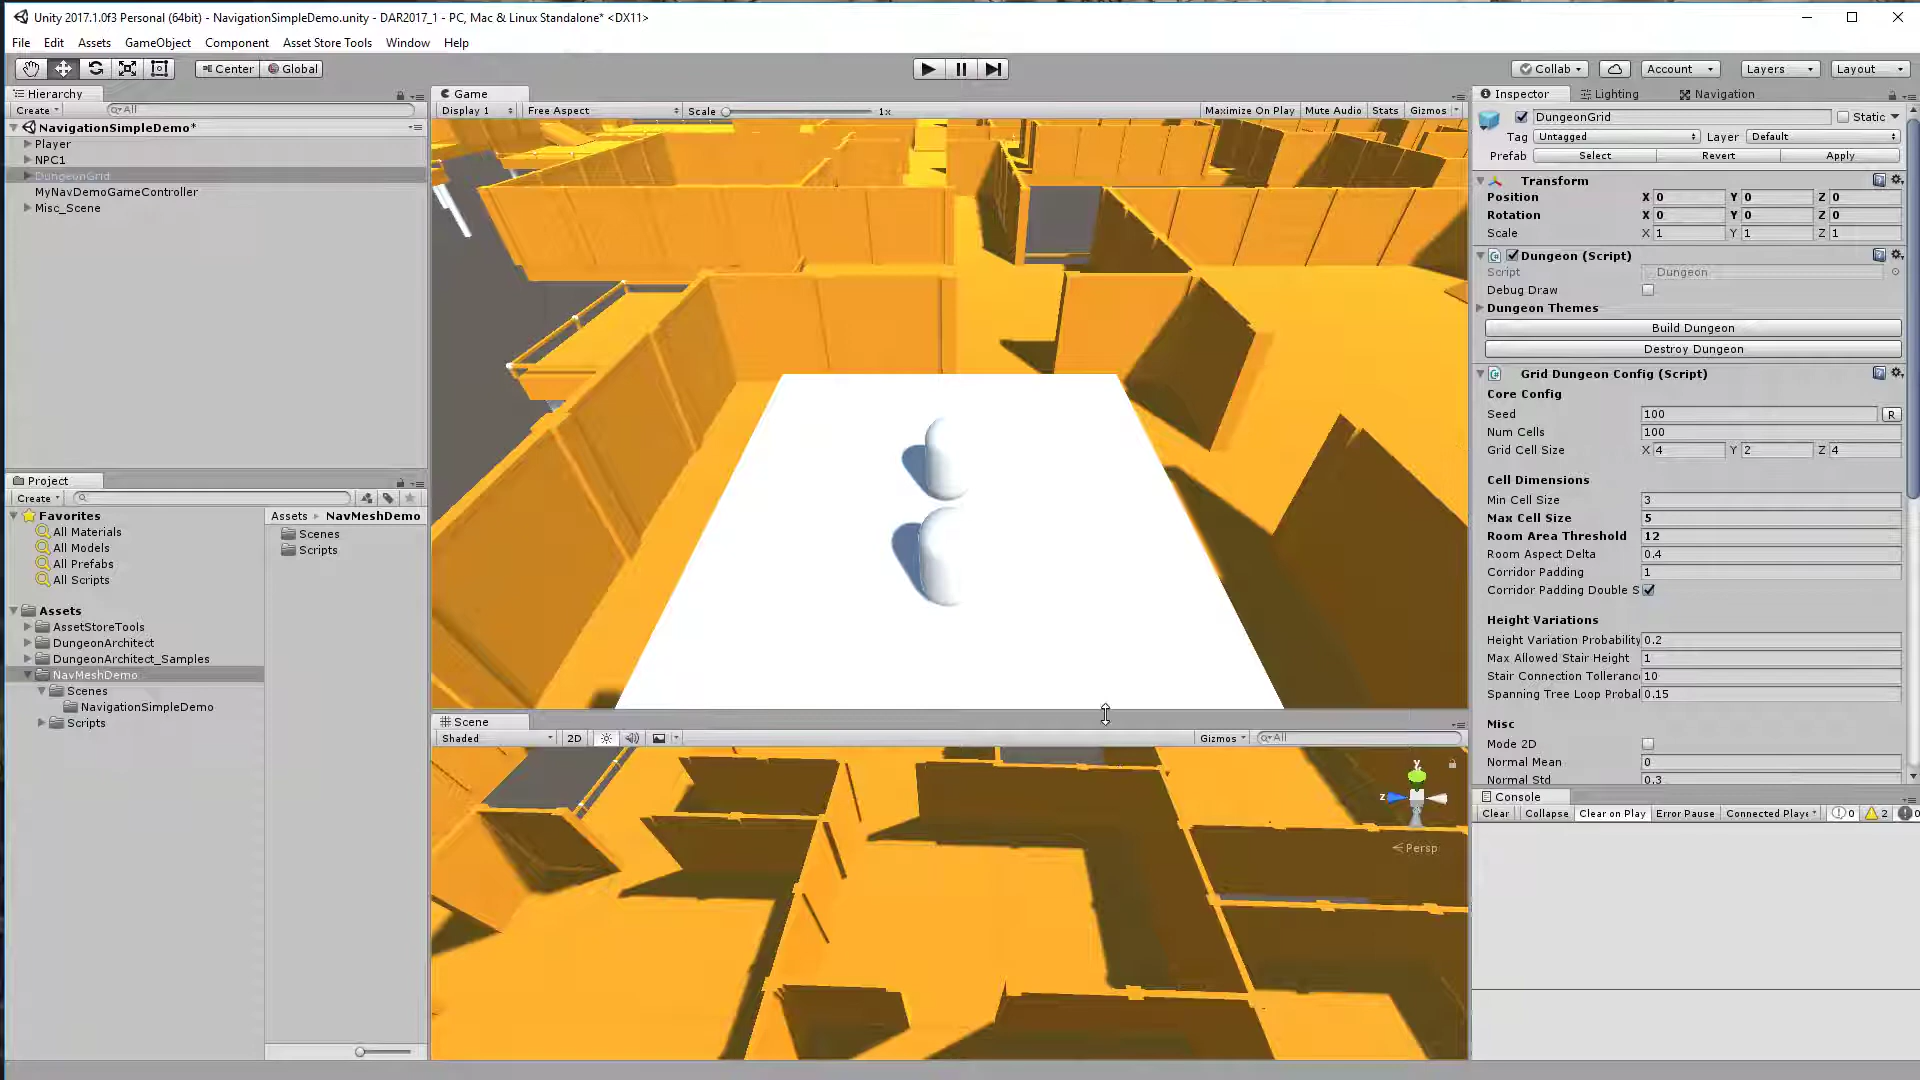 Unity 2017.1.0f3 Personal (64bit) - NavigationSimpleDemo.unity - DAR2017_1 - PC, Mac & Linux Standalone* <DX11>
File Edit Assets GameObject Component Asset Store Tools Window Help
Center Global Collab Account Layers Layout
Hierarchy
Create All
NavigationSimpleDemo*
Player
NPC1
DungeonGrid
MyNavDemoGameController
Misc_Scene
Project
Create
Favorites
All Materials
All Models
All Prefabs
All Scripts
Assets
AssetStoreTools
DungeonArchitect
DungeonArchitect_Samples
NavMeshDemo
Scenes
NavigationSimpleDemo
Scripts
Assets NavMeshDemo
Scenes
Scripts
Game
Display 1 Free Aspect Scale 1x Maximize On Play Mute Audio Stats Gizmos
Scene
Shaded 2D Gizmos All
y
z
Persp
Inspector Lighting Navigation
DungeonGrid Static
Tag Untagged Layer Default
Prefab Select Revert Apply
Transform
Position X 0 Y 0 Z 0
Rotation X 0 Y 0 Z 0
Scale X 1 Y 1 Z 1
Dungeon (Script)
Script Dungeon
Debug Draw
Dungeon Themes
Build Dungeon
Destroy Dungeon
Grid Dungeon Config (Script)
Core Config
Seed 100 R
Num Cells 100
Grid Cell Size X 4 Y 2 Z 4
Cell Dimensions
Min Cell Size 3
Max Cell Size 5
Room Area Threshold 12
Room Aspect Delta 0.4
Corridor Padding 1
Corridor Padding Double S
Height Variations
Height Variation Probability 0.2
Max Allowed Stair Height 1
Stair Connection Tolleranc 10
Spanning Tree Loop Probal 0.15
Misc
Mode 2D
Normal Mean 0
Normal Std 0.3
Console
Clear Collapse Clear on Play Error Pause Connected Playe 0 2 0